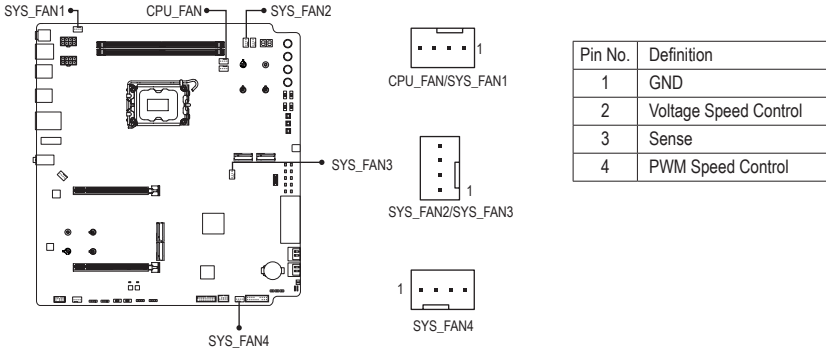 SYS_FAN1
CPU_FAN
SYS_FAN2
SYS_FAN3
SYS_FAN4
1
CPU_FAN/SYS_FAN1
1
SYS_FAN2/SYS_FAN3
1
SYS_FAN4
Pin No. Definition
1 GND
2 Voltage Speed Control
3 Sense
4 PWM Speed Control